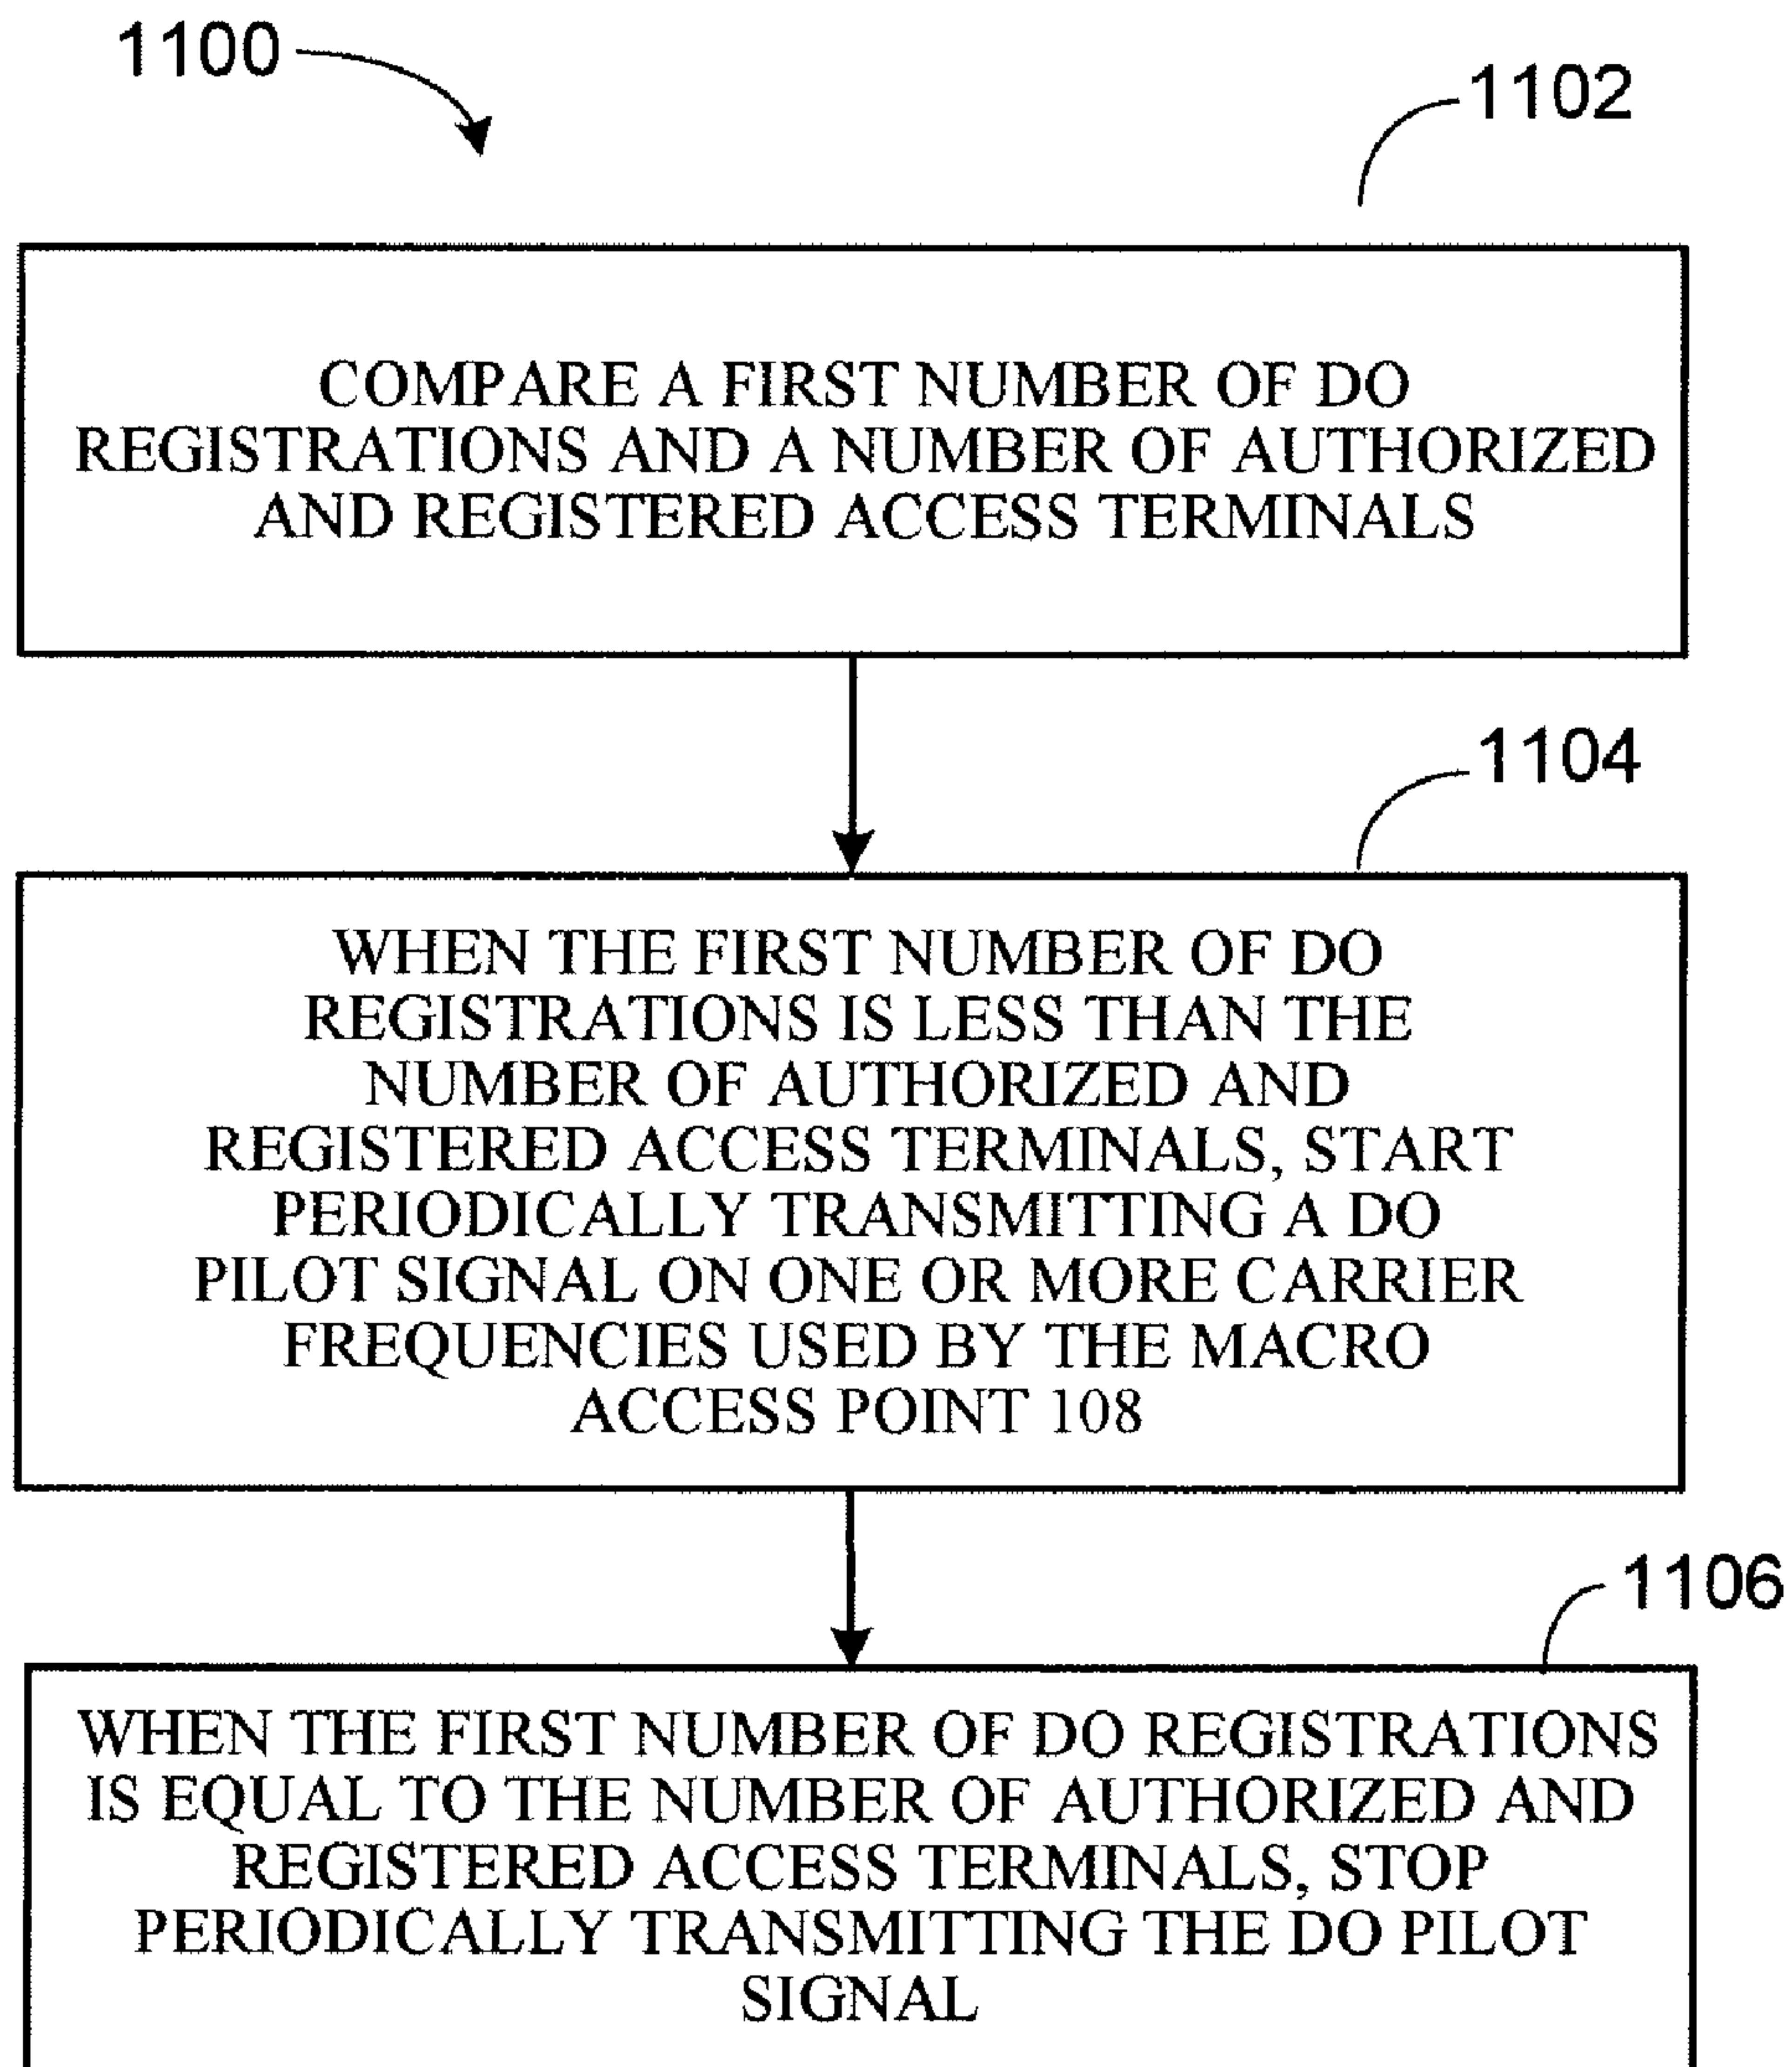 1100
1102
COMPARE A FIRST NUMBER OF DO
REGISTRATIONS AND A NUMBER OF AUTHORIZED
AND REGISTERED ACCESS TERMINALS
1104
WHEN THE FIRST NUMBER OF DO
REGISTRATIONS IS LESS THAN THE
NUMBER OF AUTHORIZED AND
REGISTERED ACCESS TERMINALS, START
PERIODICALLY TRANSMITTING A DO
PILOT SIGNAL ON ONE OR MORE CARRIER
FREQUENCIES USED BY THE MACRO
ACCESS POINT 108
1106
WHEN THE FIRST NUMBER OF DO REGISTRATIONS
IS EQUAL TO THE NUMBER OF AUTHORIZED AND
REGISTERED ACCESS TERMINALS, STOP
PERIODICALLY TRANSMITTING THE DO PILOT
SIGNAL